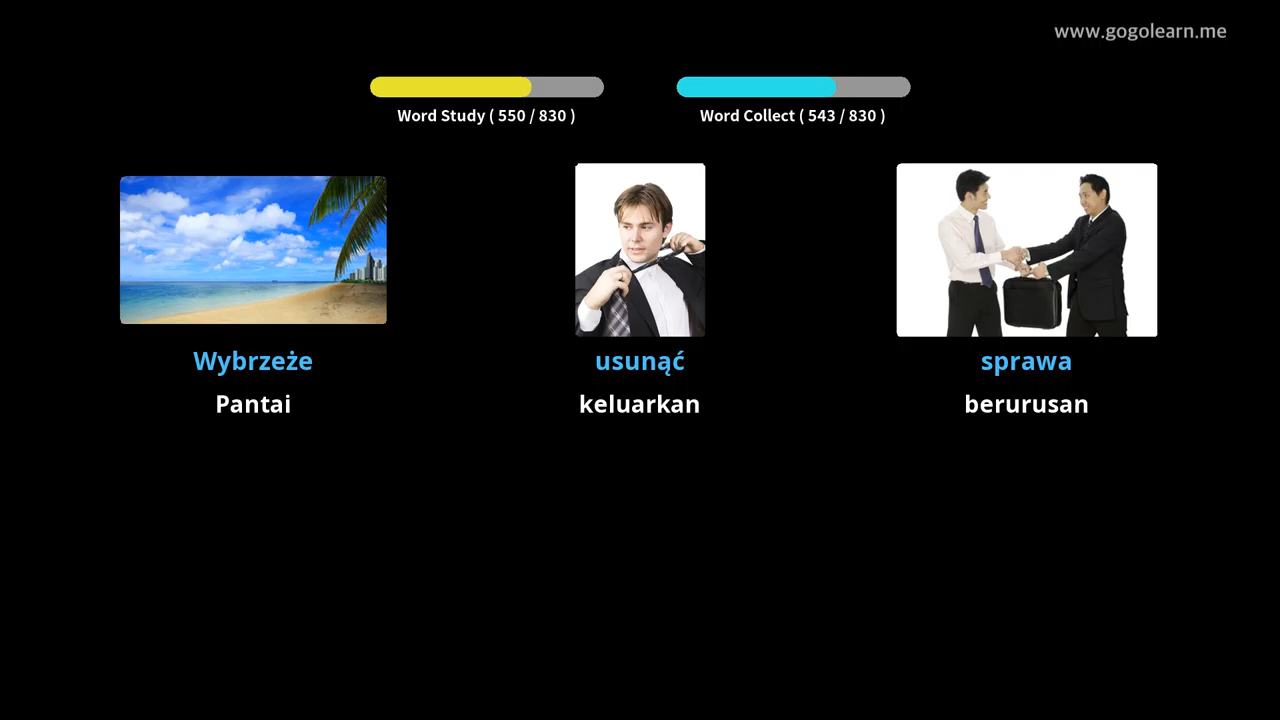 www.gogolearn.me
Word Study ( 550 / 830 )
Word Collect ( 543 / 830 )
Wybrzeże
usunąć
sprawa
Pantai
keluarkan
berurusan